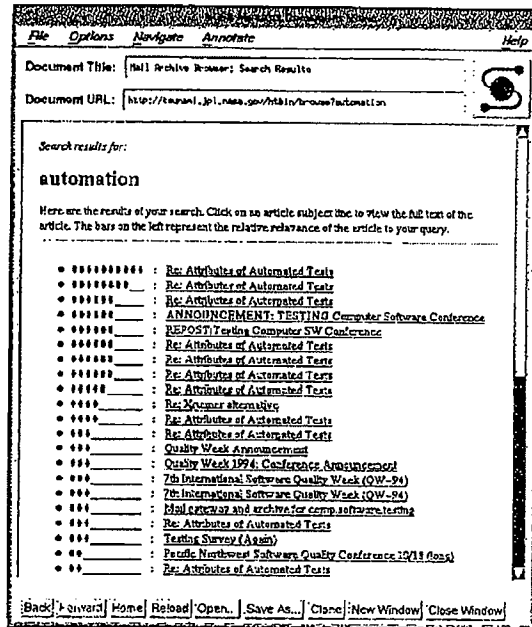 File Options Navigate Annotate Help
Document Title: Mail Archive Browser: Search Results
Document URL: http://tsunami.jpl.nasa.gov/htbin/browse?automation
Search results for:
automation
Here are the results of your search. Click on an article subject line to view the full text of the
article. The bars on the left represent the relative relavance of the article to your query.
: Re: Attributes of Automated Tests
: Re: Attributes of Automated Tests
: Re: Attributes of Automated Tests
: ANNOUNCEMENT: TESTING Computer Software Conference
: REPOST: Testing Computer SW Conference
: Re: Attributes of Automated Tests
: Re: Attributes of Automated Tests
: Re: Attributes of Automated Tests
: Re: Attributes of Automated Tests
: Re: Xrunner alternative
: Re: Attributes of Automated Tests
: Re: Attributes of Automated Tests
: Quality Week Announcement
: Quality Week 1994: Conference Announcement
: 7th International Software Quality Week (QW-94)
: 7th International Software Quality Week (QW-94)
: Mail gateway and archive for comp.software.testing
: Re: Attributes of Automated Tests
: Testing Survey (Again)
: Pacific Northwest Software Quality Conference 10/18 (long)
: Re: Attributes of Automated Tests
Back Forward Home Reload Open... Save As... Clone New Window Close Window